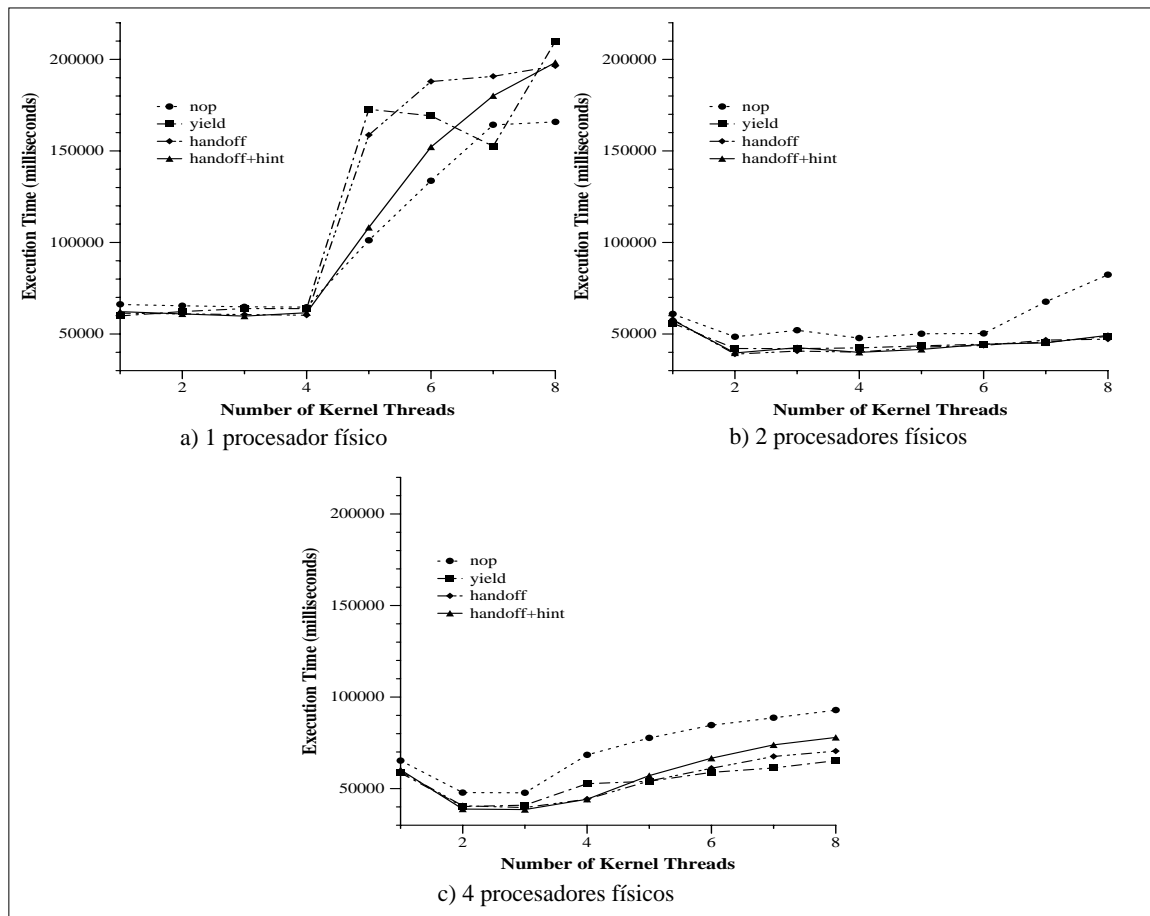 200000
150000
100000
50000
Execution Time (milliseconds)
nop
yield
handoff
handoff+hint
2
4
6
8
Number of Kernel Threads
a) 1 procesador físico
200000
150000
100000
50000
Execution Time (milliseconds)
nop
yield
handoff
handoff+hint
2
4
6
8
Number of Kernel Threads
b) 2 procesadores físicos
200000
150000
100000
50000
Execution Time (milliseconds)
nop
yield
handoff
handoff+hint
2
4
6
8
Number of Kernel Threads
c) 4 procesadores físicos